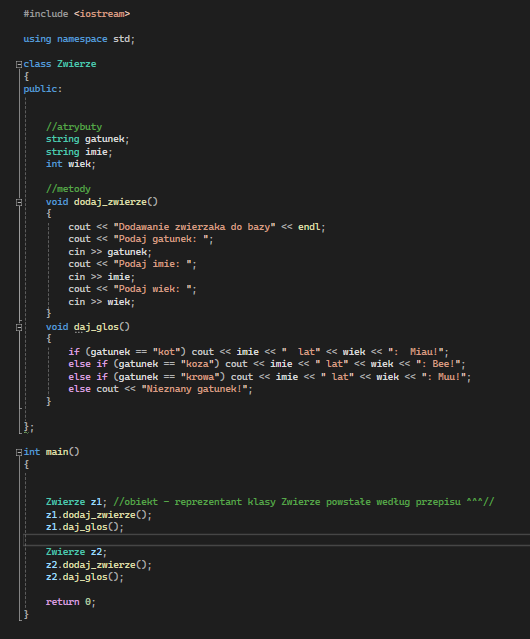 #include <iostream>
using namespace std;
class Zwierze
{
public:
//atrybuty
string gatunek;
string imie;
int wiek;
//metody
void dodaj_zwierze()
{
cout << "Dodawanie zwierzaka do bazy" << endl;
cout << "Podaj gatunek: ";
cin >> gatunek;
cout << "Podaj imie: ";
cin >> imie;
cout << "Podaj wiek: ";
cin >> wiek;
}
void daj_glos()
{
if (gatunek == "kot") cout << imie << "  lat" << wiek << ":  Miau!";
else if (gatunek == "koza") cout << imie << " lat" << wiek << ": Bee!";
else if (gatunek == "krowa") cout << imie << " lat" << wiek << ": Muu!";
else cout << "Nieznany gatunek!";
}
};
int main()
{
Zwierze z1; //obiekt - reprezentant klasy Zwierze powstałe według przepisu ^^^//
z1.dodaj_zwierze();
z1.daj_glos();
Zwierze z2;
z2.dodaj_zwierze();
z2.daj_glos();
return 0;
}